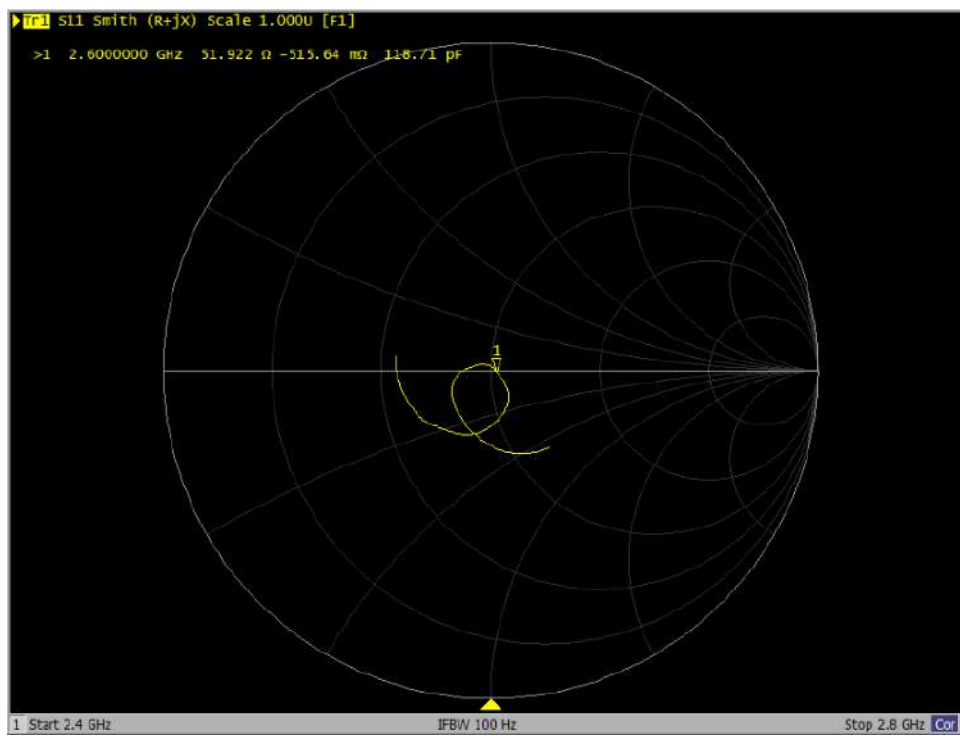 Tr1 S11 Smith (R+jX) Scale 1.000U [F1]
>1 2.6000000 GHz 51.922 Ω -515.64 mΩ 118.71 pF
1
1 Start 2.4 GHz IFBW 100 Hz Stop 2.8 GHz Cor